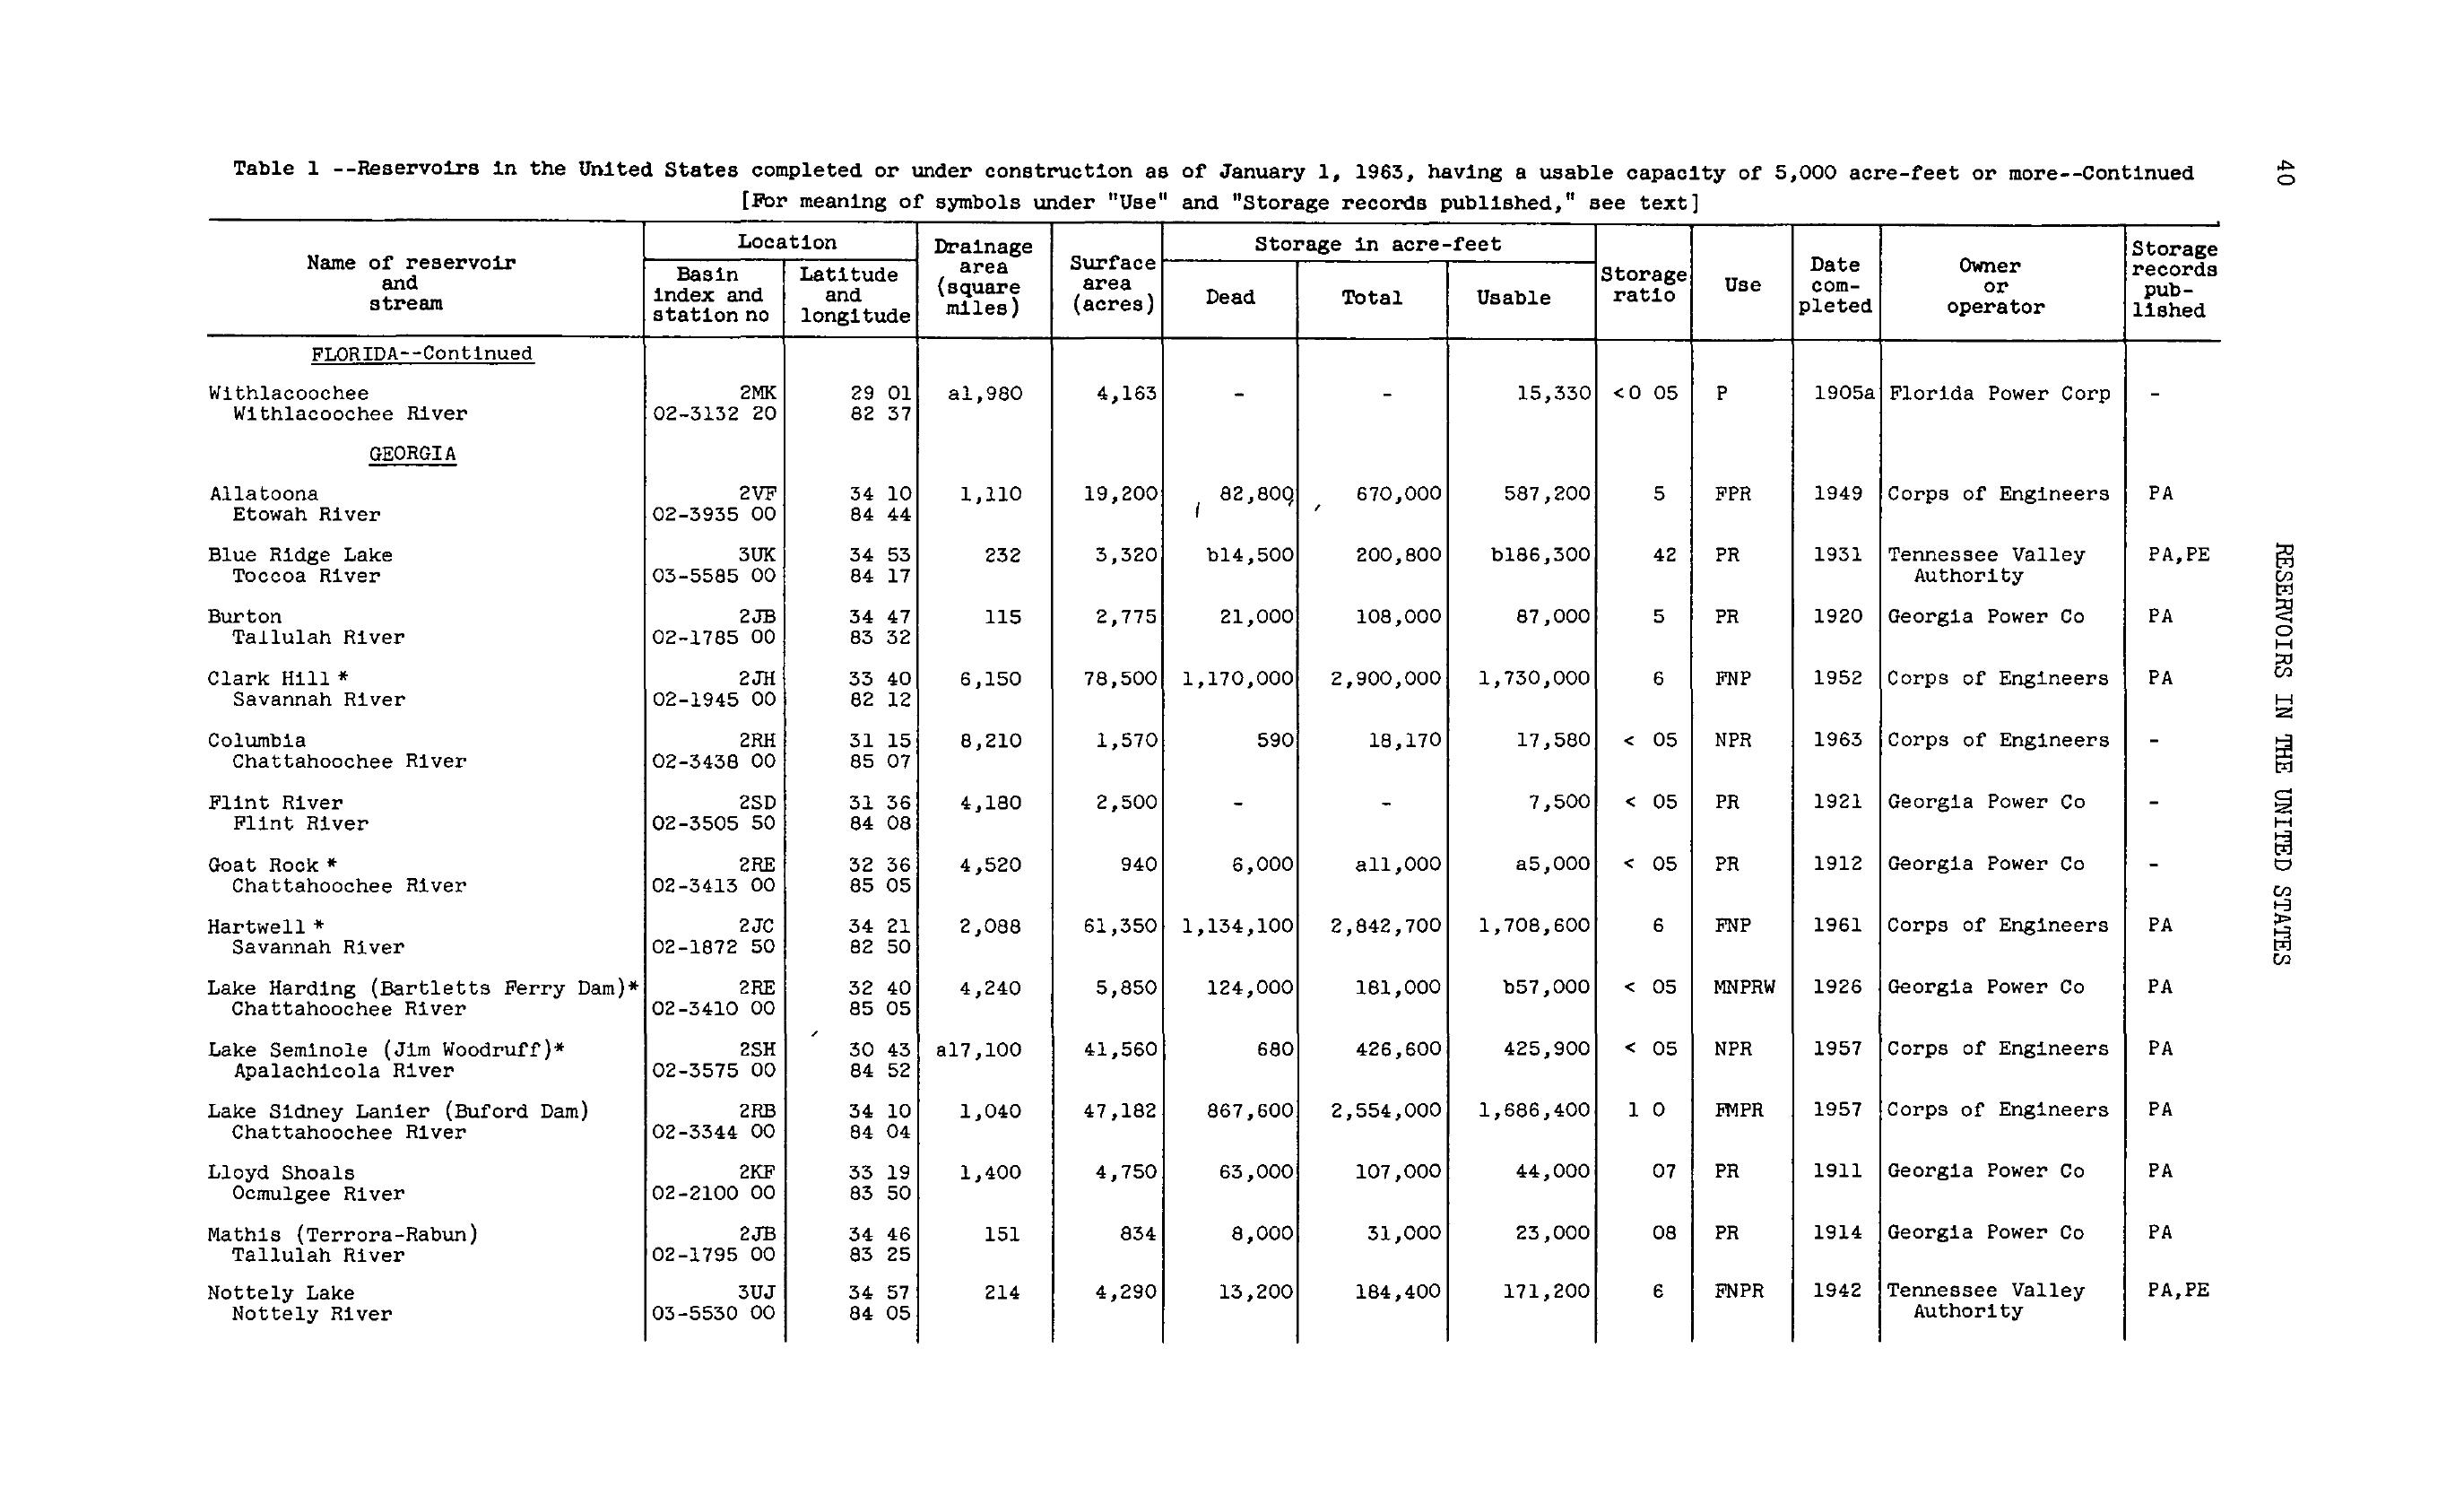 Table 1 --Reservoirs in the United States completed or under construction as of January 1, 1963, having a usable capacity of 5,000 acre-feet or more--Continued
40
[For meaning of symbols under "Use" and "Storage records published," see text]
Name of reservoir and stream | Location | Drainage area (square miles) | Surface area (acres) | Storage in acre-feet | Storage ratio | Use | Date com-pleted | Owner or operator | Storage records pub-lished
Basin index and station no | Latitude and longitude | Dead | Total | Usable
FLORIDA--Continued
Withlacoochee 2MK 29 01 a1,980 4,163 - - 15,330 <0 05 P 1905a Florida Power Corp -
Withlacoochee River 02-3132 20 82 37
GEORGIA
Allatoona 2VF 34 10 1,110 19,200 82,800 670,000 587,200 5 FPR 1949 Corps of Engineers PA
Etowah River 02-3935 00 84 44
Blue Ridge Lake 3UK 34 53 232 3,320 b14,500 200,800 b186,300 42 PR 1931 Tennessee Valley PA,PE
Toccoa River 03-5585 00 84 17 Authority
Burton 2JB 34 47 115 2,775 21,000 108,000 87,000 5 PR 1920 Georgia Power Co PA
Tallulah River 02-1785 00 83 32
Clark Hill * 2JH 33 40 6,150 78,500 1,170,000 2,900,000 1,730,000 6 FNP 1952 Corps of Engineers PA
Savannah River 02-1945 00 82 12
Columbia 2RH 31 15 8,210 1,570 590 18,170 17,580 < 05 NPR 1963 Corps of Engineers -
Chattahoochee River 02-3438 00 85 07
Flint River 2SD 31 36 4,180 2,500 - - 7,500 < 05 PR 1921 Georgia Power Co -
Flint River 02-3505 50 84 08
Goat Rock * 2RE 32 36 4,520 940 6,000 a11,000 a5,000 < 05 PR 1912 Georgia Power Co -
Chattahoochee River 02-3413 00 85 05
Hartwell * 2JC 34 21 2,088 61,350 1,134,100 2,842,700 1,708,600 6 FNP 1961 Corps of Engineers PA
Savannah River 02-1872 50 82 50
Lake Harding (Bartletts Ferry Dam)* 2RE 32 40 4,240 5,850 124,000 181,000 b57,000 < 05 MNPRW 1926 Georgia Power Co PA
Chattahoochee River 02-3410 00 85 05
Lake Seminole (Jim Woodruff)* 2SH 30 43 a17,100 41,560 680 426,600 425,900 < 05 NPR 1957 Corps of Engineers PA
Apalachicola River 02-3575 00 84 52
Lake Sidney Lanier (Buford Dam) 2RB 34 10 1,040 47,182 867,600 2,554,000 1,686,400 1 0 FMPR 1957 Corps of Engineers PA
Chattahoochee River 02-3344 00 84 04
Lloyd Shoals 2KF 33 19 1,400 4,750 63,000 107,000 44,000 07 PR 1911 Georgia Power Co PA
Ocmulgee River 02-2100 00 83 50
Mathis (Terrora-Rabun) 2JB 34 46 151 834 8,000 31,000 23,000 08 PR 1914 Georgia Power Co PA
Tallulah River 02-1795 00 83 25
Nottely Lake 3UJ 34 57 214 4,290 13,200 184,400 171,200 6 FNPR 1942 Tennessee Valley PA,PE
Nottely River 03-5530 00 84 05 Authority
RESERVOIRS IN THE UNITED STATES